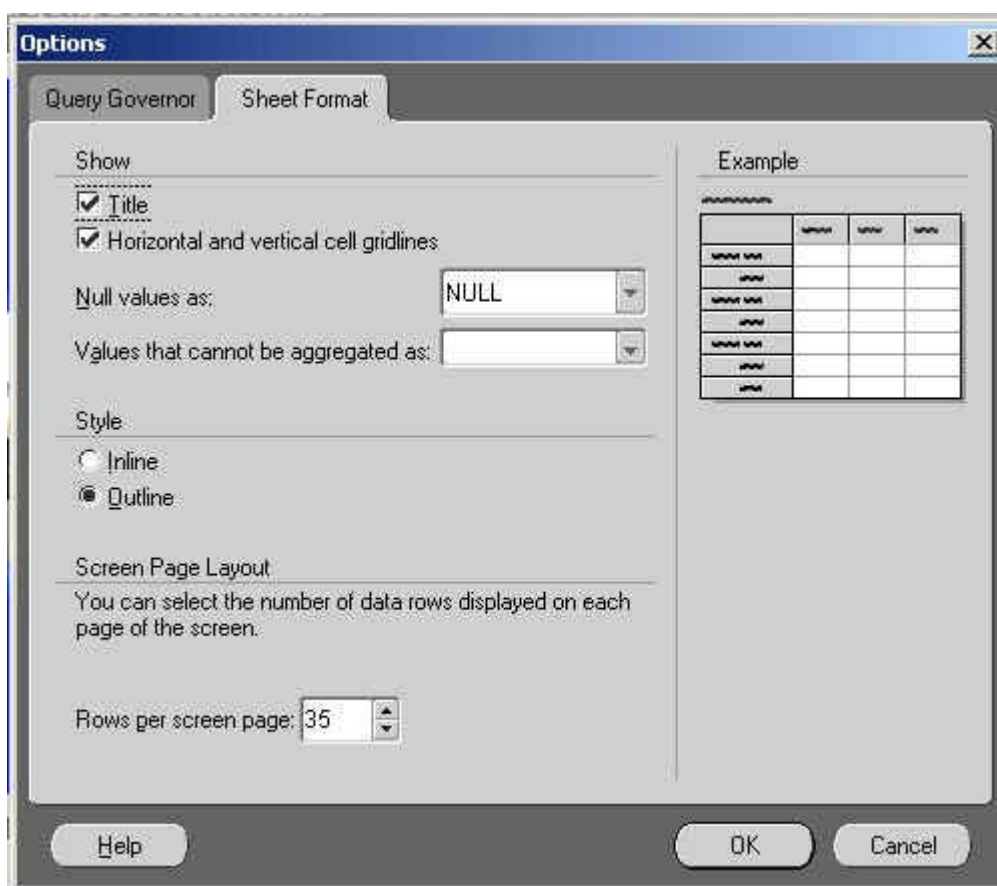 Options
Query Governor
Sheet Format
Show
Title
Horizontal and vertical cell gridlines
Null values as: NULL
Values that cannot be aggregated as:
Style
Inline
Outline
Screen Page Layout
You can select the number of data rows displayed on each
page of the screen.
Rows per screen page: 35
Example
Help
OK
Cancel